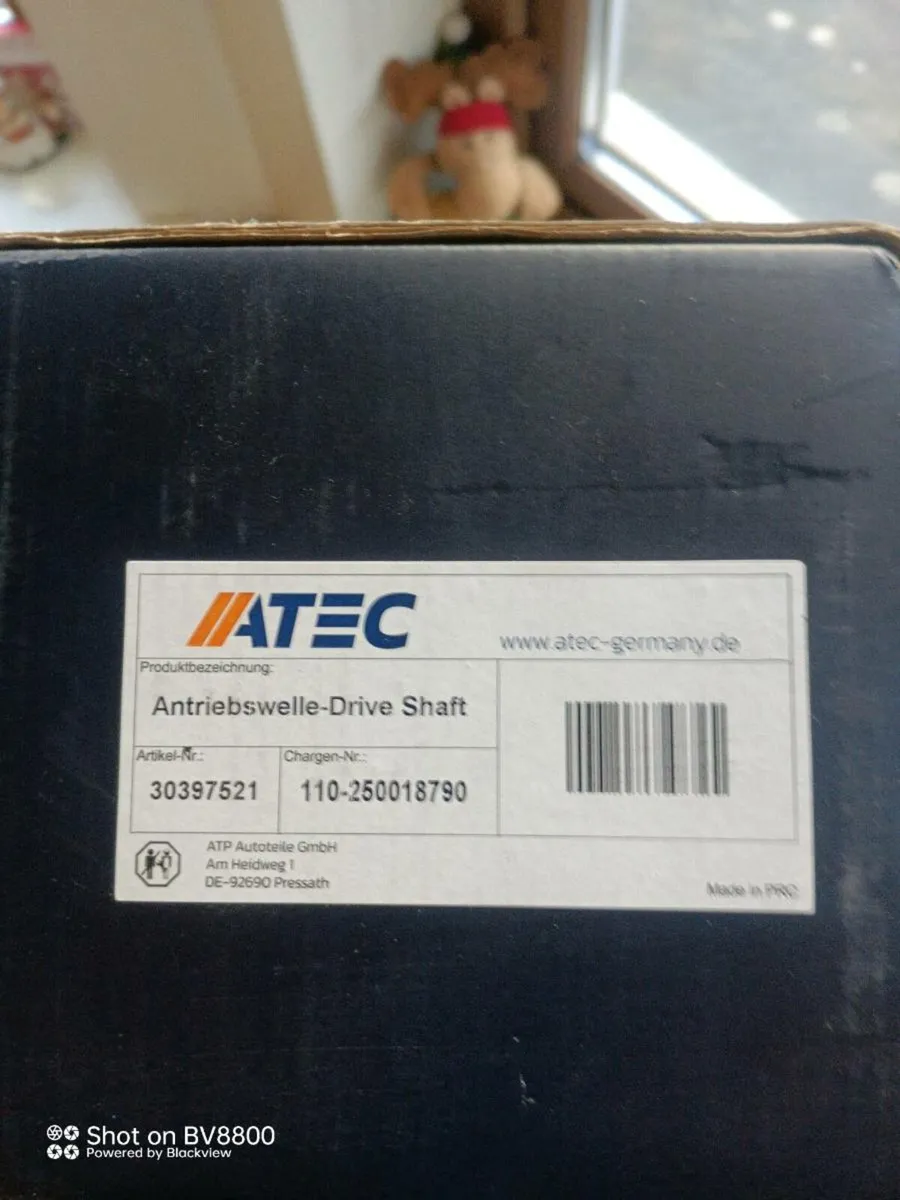 ATEC
www.atec-germany.de
Produktbezeichnung:
Antriebswelle-Drive Shaft
Artikel-Nr.:
30397521
Chargen-Nr.:
110-250018790
ATP Autoteile GmbH
Am Heidweg 1
DE-92690 Pressath
Made in PRC
Shot on BV8800
Powered by Blackview